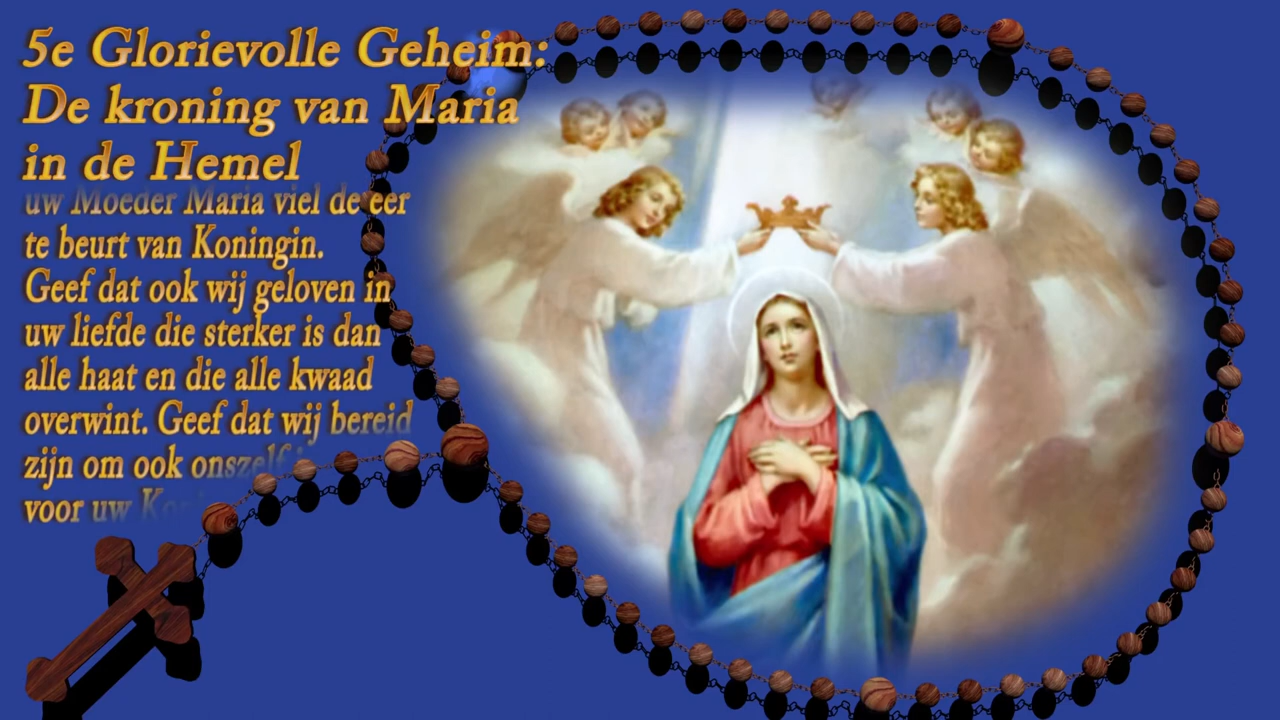 5e Glorievolle Geheim:
De kroning van Maria
in de Hemel
uw Moeder Maria viel de eer
te beurt van Koningin.
Geef dat ook wij geloven in
uw liefde die sterker is dan
alle haat en die alle kwaad
overwint. Geef dat wij bereid
zijn om ook onszelf
voor uw